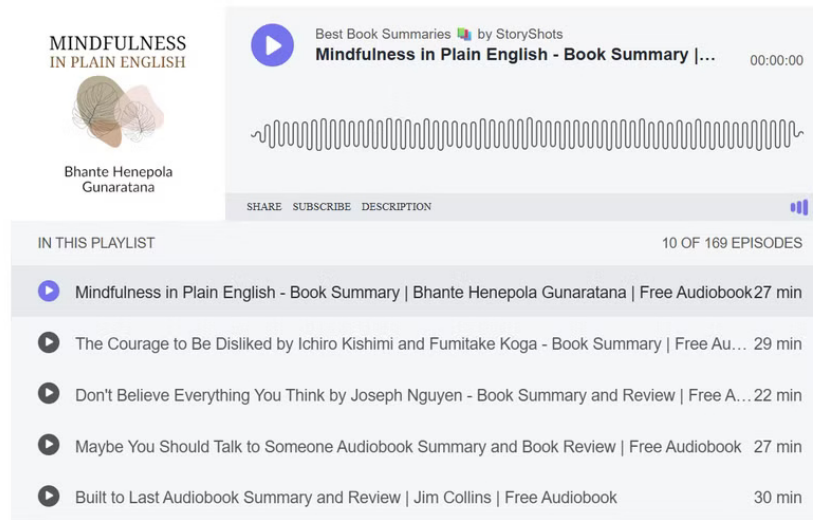 MINDFULNESS
IN PLAIN ENGLISH
Bhante Henepola
Gunaratana
Best Book Summaries 📚 by StoryShots
Mindfulness in Plain English - Book Summary |...
00:00:00
SHARE SUBSCRIBE DESCRIPTION
IN THIS PLAYLIST 10 OF 169 EPISODES
Mindfulness in Plain English - Book Summary | Bhante Henepola Gunaratana | Free Audiobook 27 min
The Courage to Be Disliked by Ichiro Kishimi and Fumitake Koga - Book Summary | Free Au... 29 min
Don't Believe Everything You Think by Joseph Nguyen - Book Summary and Review | Free A... 22 min
Maybe You Should Talk to Someone Audiobook Summary and Book Review | Free Audiobook 27 min
Built to Last Audiobook Summary and Review | Jim Collins | Free Audiobook 30 min